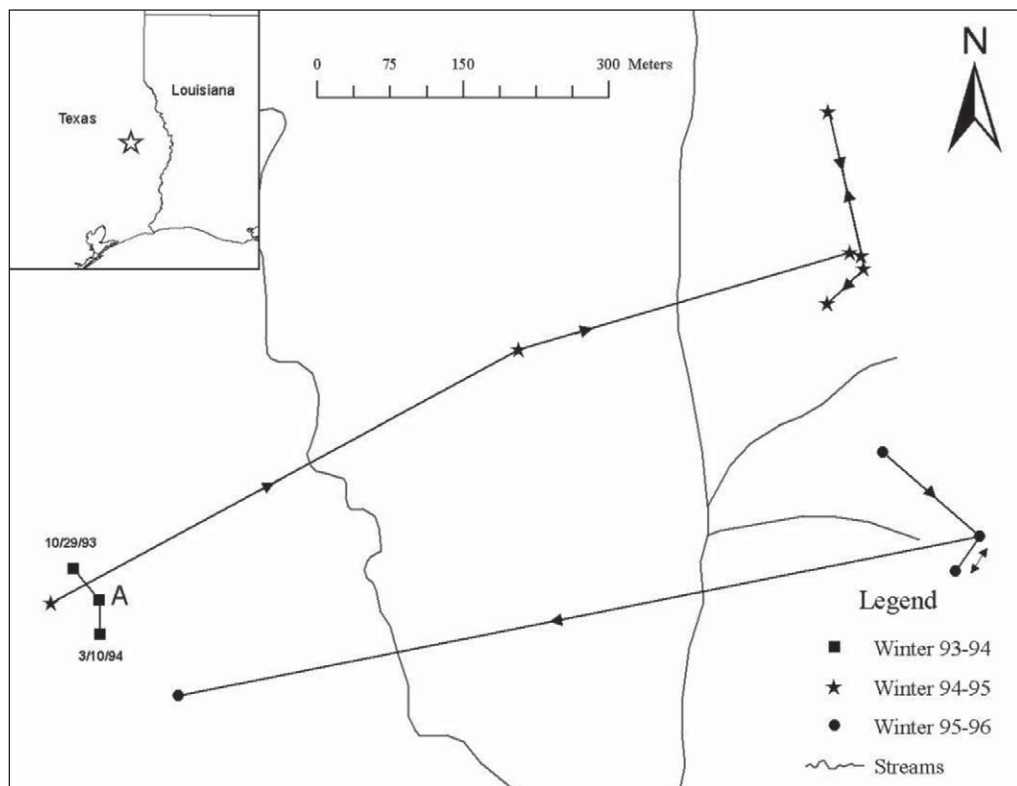 Louisiana
Texas
0 75 150 300 Meters
N
10/29/93
A
3/10/94
Legend
Winter 93-94
Winter 94-95
Winter 95-96
Streams